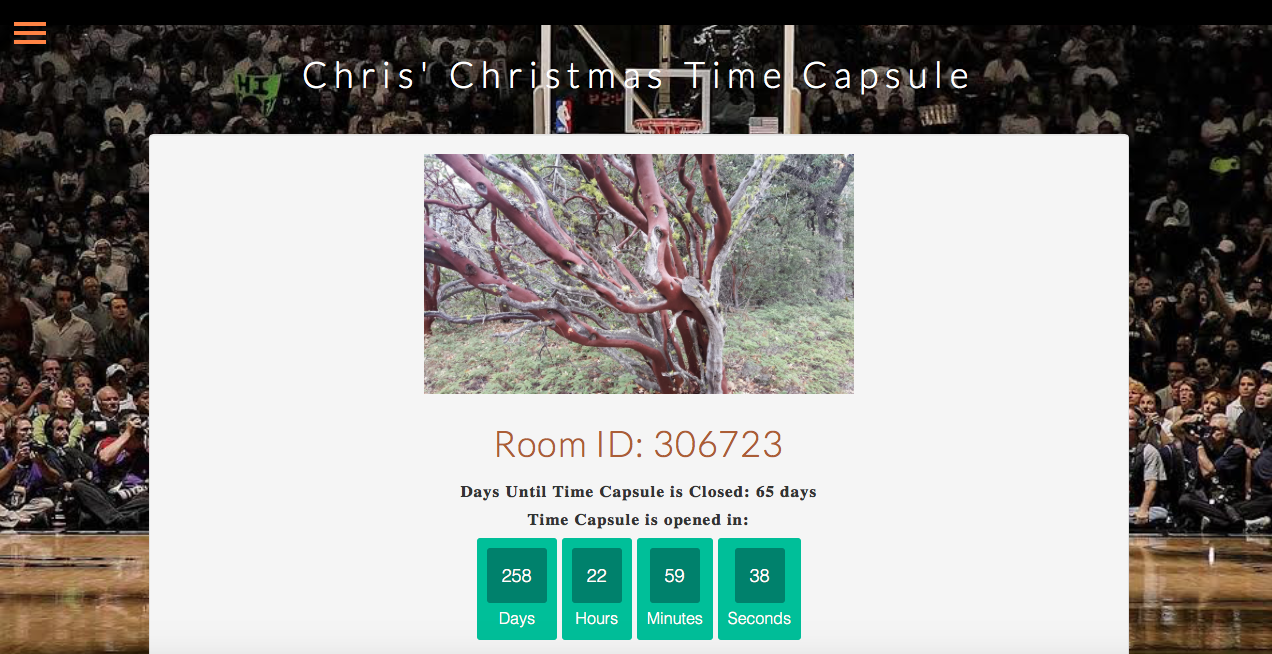 Chris' Christmas Time Capsule
HI
Room ID: 306723
Days Until Time Capsule is Closed: 65 days
Time Capsule is opened in:
258 22 59 38
Days Hours Minutes Seconds